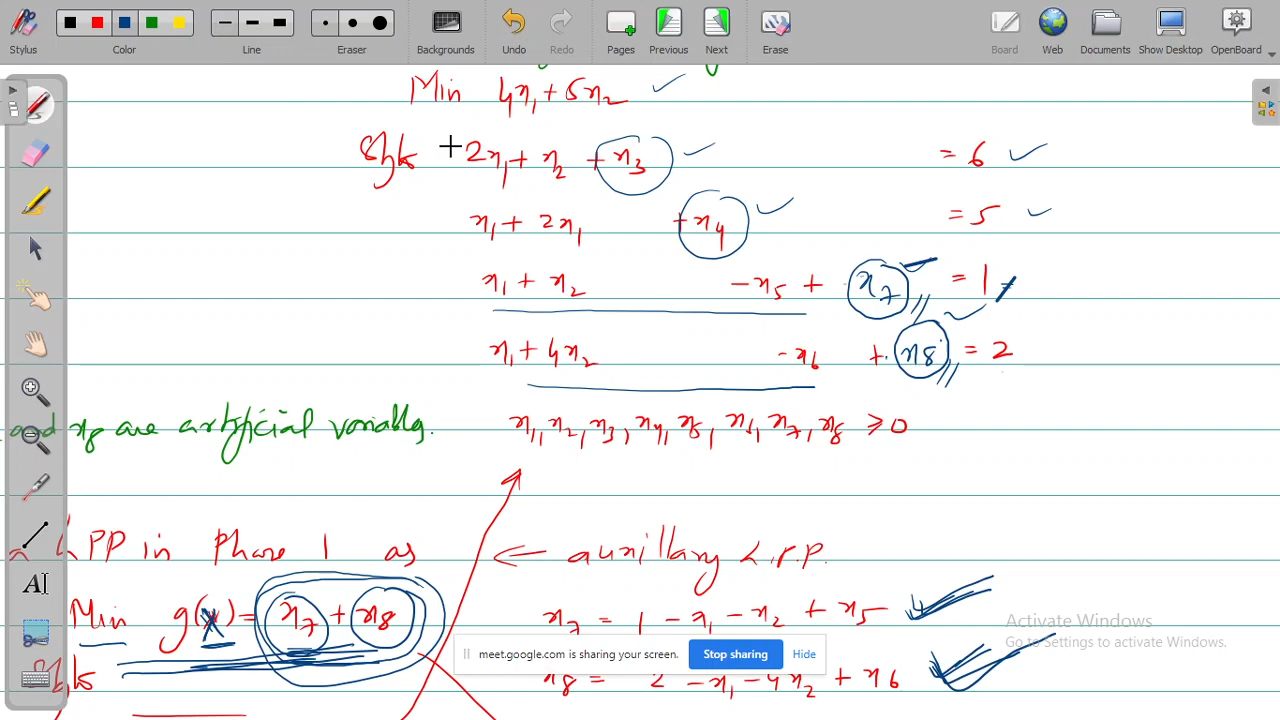 Stylus Color Line Eraser Backgrounds Undo Redo Pages Previous Next Erase Board Web Documents Show Desktop OpenBoard
Min 4x₁ + 5x₂
S/t +2x₁ + x₂ + x₃ = 6
x₁ + 2x₁ + x₄ = 5
x₁ + x₂ - x₅ + x₇ = 1
x₁ + 4x₂ - x₆ + x₈ = 2
and x₈ are artificial variables.
x₁, x₂, x₃, x₄, x₅, x₆, x₇, x₈ ≥ 0
LPP in Phase 1 as ← auxillary L.P.P.
Min g(x) = x₇ + x₈
x₇ = 1 - x₁ - x₂ + x₅
Activate Windows
Go to Settings to activate Windows.
meet.google.com is sharing your screen. Stop sharing Hide
x₈ = 2 - x₁ - 4x₂ + x₆